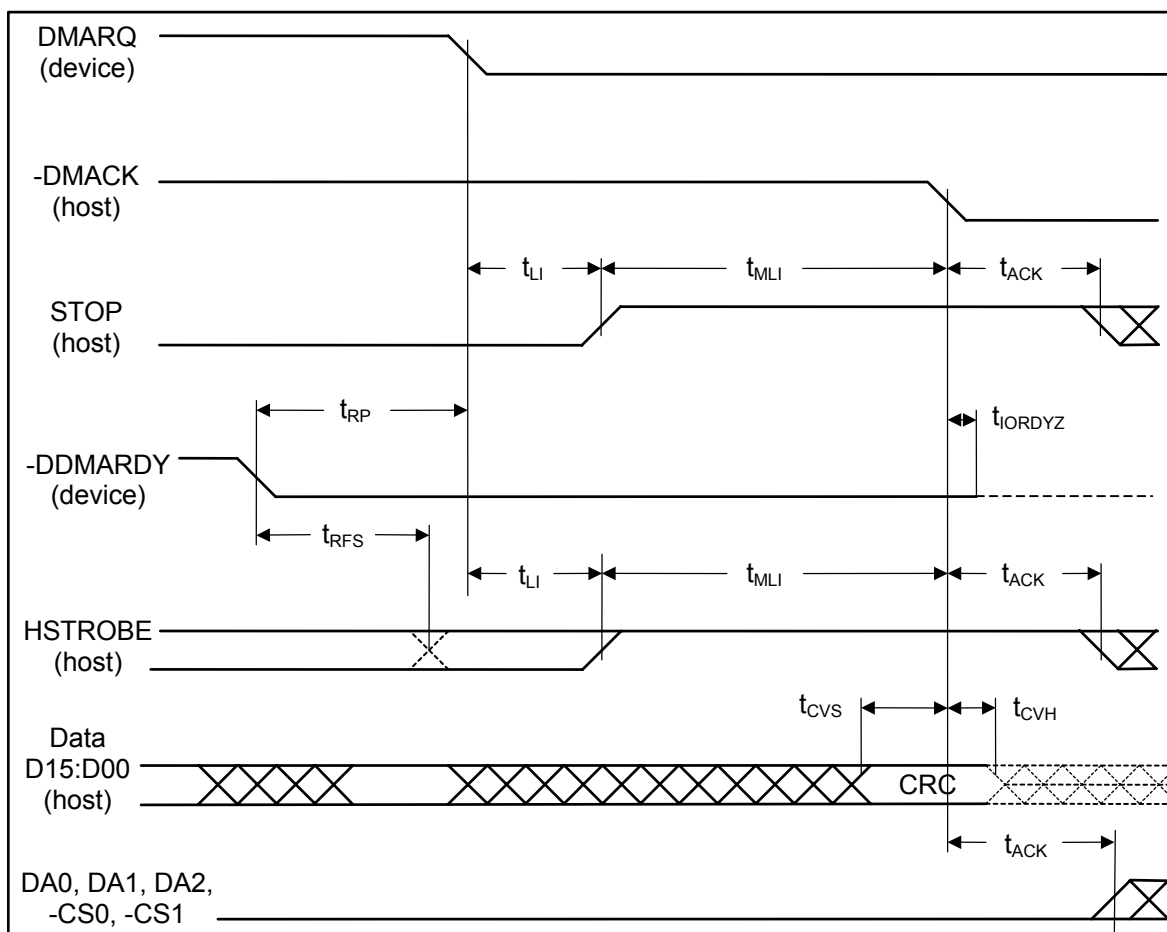 DMARQ
(device)
-DMACK
(host)
tLI
tMLI
tACK
STOP
(host)
tRP
tIORDYZ
-DDMARDY
(device)
tRFS
tLI
tMLI
tACK
HSTROBE
(host)
tCVS
tCVH
Data
D15:D00
(host)
CRC
tACK
DA0, DA1, DA2,
-CS0, -CS1